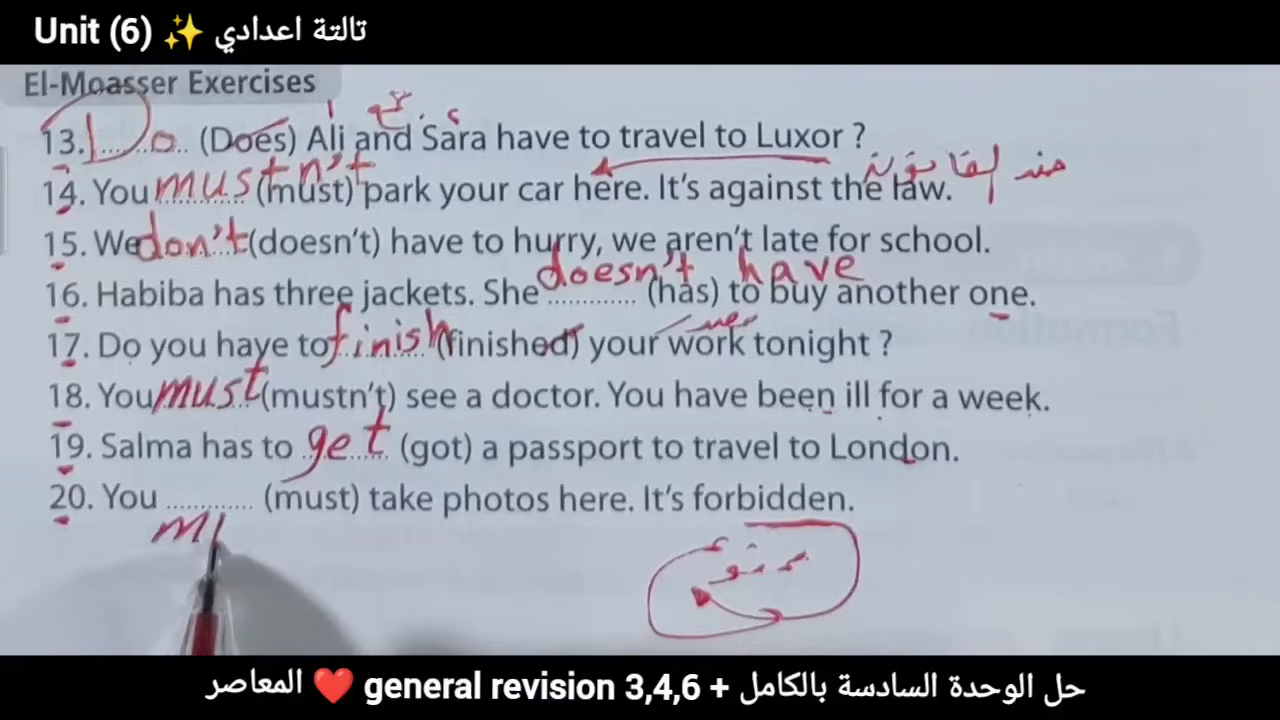 Unit (6) ✨ تالتة اعدادي
El-Moasser Exercises
13. Do (Does) Ali and Sara have to travel to Luxor ?
ضد القانون
14. You mustn't (must) park your car here. It's against the law.
15. We don't (doesn't) have to hurry, we aren't late for school.
doesn't have
16. Habiba has three jackets. She ............ (has) to buy another one.
17. Do you have to finish (finished) your work tonight ?
18. You must (mustn't) see a doctor. You have been ill for a week.
19. Salma has to get (got) a passport to travel to London.
20. You ............ (must) take photos here. It's forbidden.
ممنوع
حل الوحدة السادسة بالكامل + general revision 3,4,6 ❤️ المعاصر